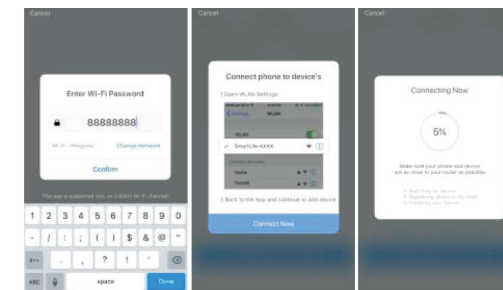 Cancel
Enter Wi-Fi Password
88888888
Change Network
Confirm
1 2 3 4 5 6 7 8 9 0
- / : ; ( ) $ & @ "
. , ? ! '
ABC space Done
Cancel
Connect phone to device's
1 Open WLAN Settings
WLAN
WLAN
SmartLife-XXXX
2 Back to the App and continue to add device
Connect Now
Cancel
Connecting Now
5%
Make sure your phone and device
are as close to your router as possible.